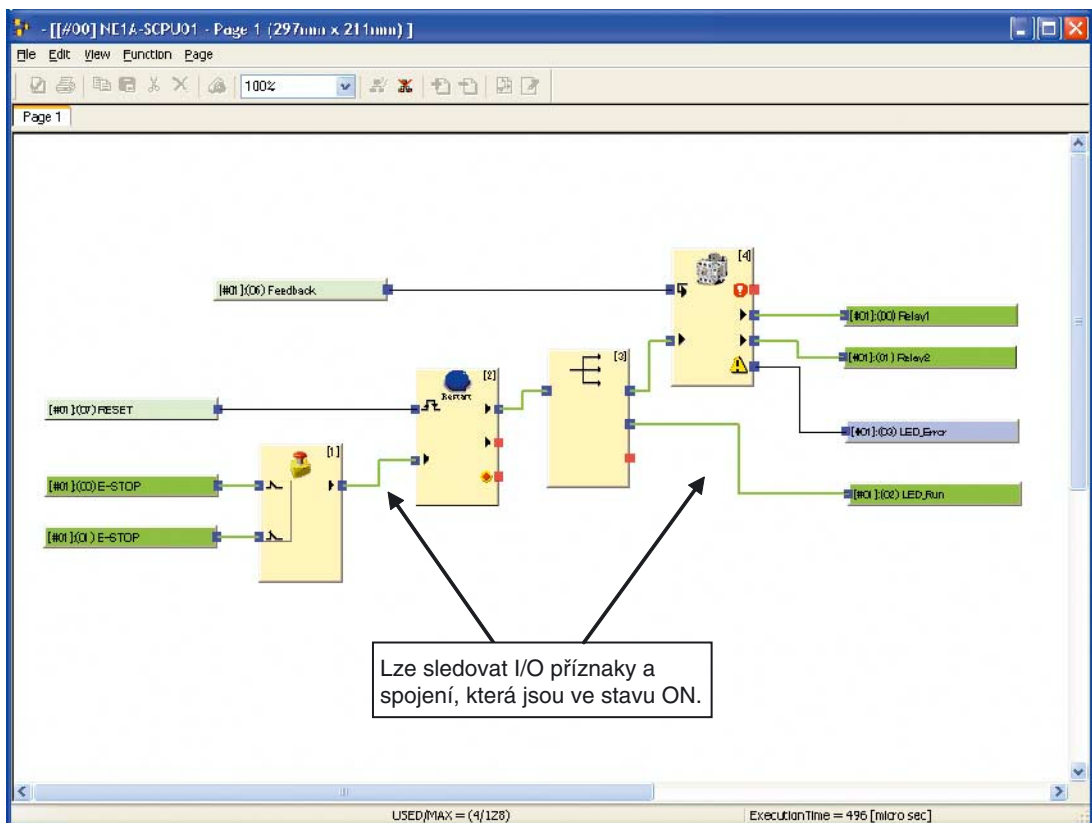 - [[#00] NE1A-SCPU01 - Page 1 (297mm x 211mm) ]
File Edit View Function Page
100%
Page 1
[4]
[#01]:(06) Feedback
[#01]:(00) Relay1
[3]
[#01]:(01) Relay2
[2]
Restart
[#01]:(07) RESET
[#01]:(03) LED_Error
[1]
[#01]:(00) E-STOP
[#01]:(02) LED_Run
[#01]:(01) E-STOP
Lze sledovat I/O příznaky a
spojení, která jsou ve stavu ON.
USED/MAX = (4/128)
ExecutionTime = 496 [micro sec]